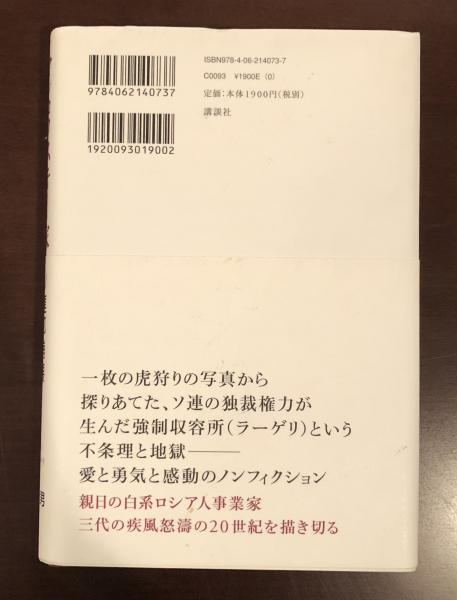 ISBN978-4-06-214073-7
C0093 ¥1900E (0)
定価:本体1900円(税別)
講談社
9784062140737
1920093019002
一枚の虎狩りの写真から
探りあてた、ソ連の独裁権力が
生んだ強制収容所(ラーゲリ)という
不条理と地獄───
愛と勇気と感動のノンフィクション
親日の白系ロシア人事業家
三代の疾風怒濤の20世紀を描き切る